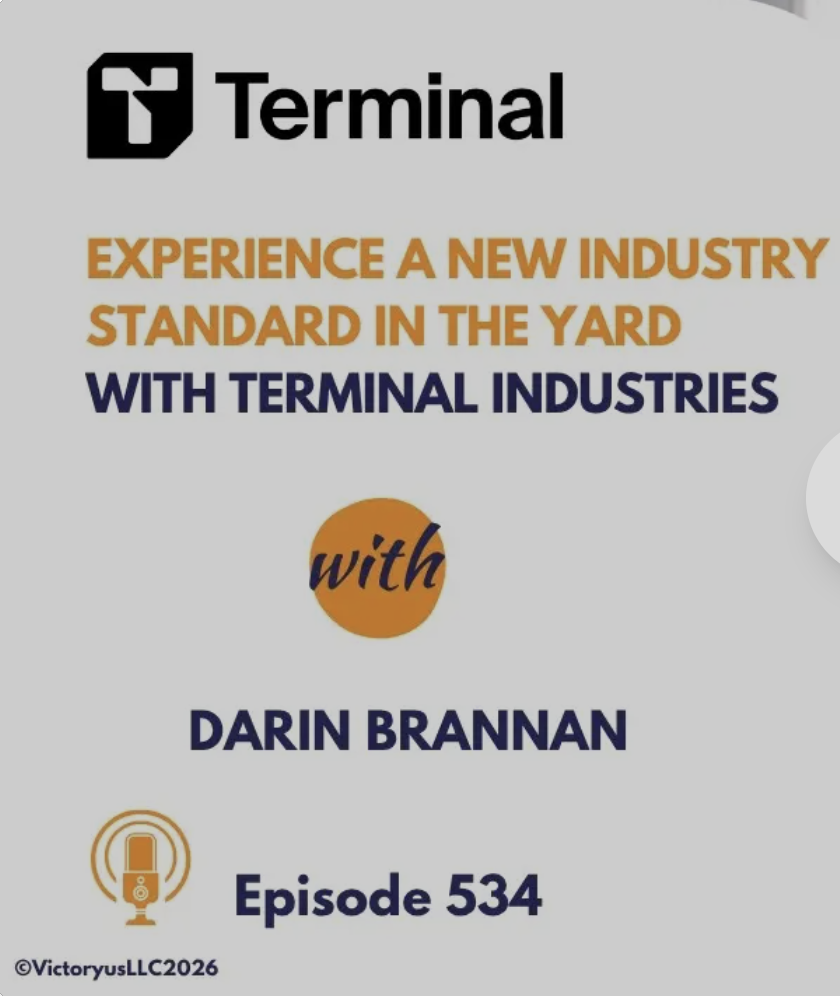 Terminal
EXPERIENCE A NEW INDUSTRY
STANDARD IN THE YARD
WITH TERMINAL INDUSTRIES
with
DARIN BRANNAN
Episode 534
©VictoryusLLC2026